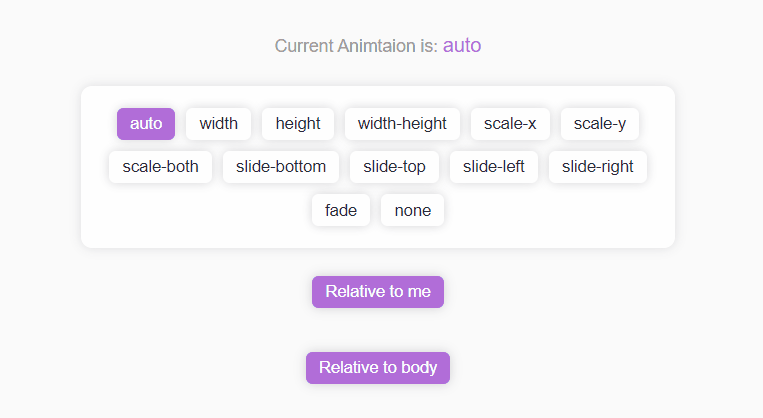 Current Animtaion is: auto
auto width height width-height scale-x scale-y
scale-both slide-bottom slide-top slide-left slide-right
fade none
Relative to me
Relative to body